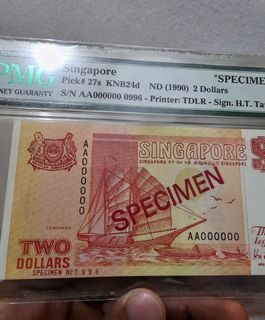 PMG
Singapore "SPECIMEN
Pick# 27s KNB24d ND (1990) 2 Dollars
NEY GUARANTY S/N AA000000 0996 - Printer: TDLR - Sign. H.T. Ta
SINGAPORE
AA000000
SPECIMEN
AA000000
TONGKANG
TWO
DOLLARS
SPECIMEN No 0996